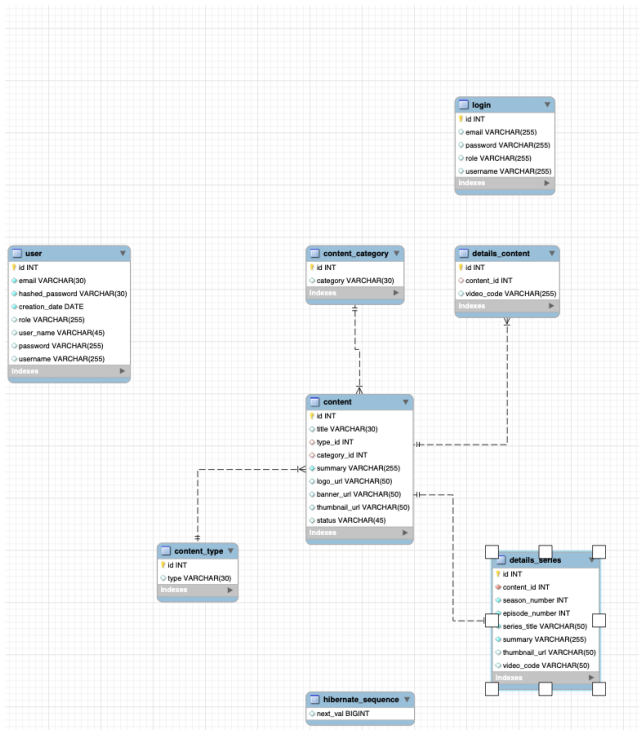 login
id INT
email VARCHAR(255)
password VARCHAR(255)
role VARCHAR(255)
username VARCHAR(255)
Indexes
user
id INT
email VARCHAR(30)
hashed_password VARCHAR(30)
creation_date DATE
role VARCHAR(255)
user_name VARCHAR(45)
password VARCHAR(255)
username VARCHAR(255)
Indexes
content_category
id INT
category VARCHAR(30)
Indexes
details_content
id INT
content_id INT
video_code VARCHAR(255)
Indexes
content
id INT
title VARCHAR(30)
type_id INT
category_id INT
summary VARCHAR(255)
logo_url VARCHAR(50)
banner_url VARCHAR(50)
thumbnail_url VARCHAR(50)
status VARCHAR(45)
Indexes
content_type
id INT
type VARCHAR(30)
Indexes
details_series
id INT
content_id INT
season_number INT
episode_number INT
series_title VARCHAR(50)
summary VARCHAR(255)
thumbnail_url VARCHAR(50)
video_code VARCHAR(50)
Indexes
hibernate_sequence
next_val BIGINT